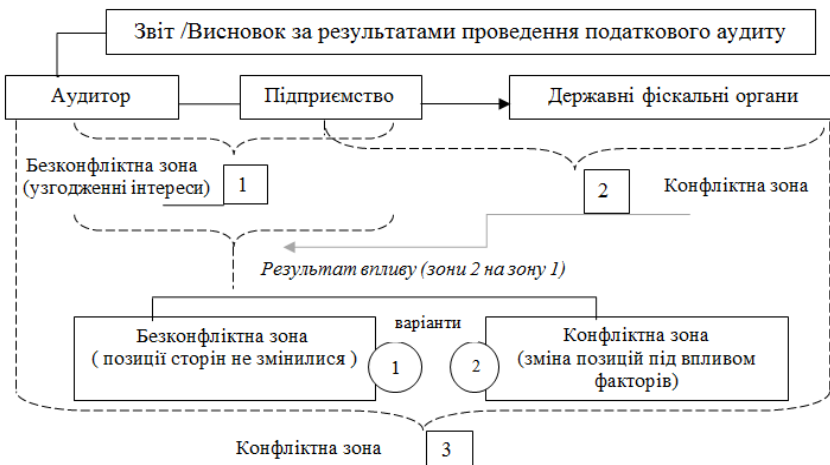 Звіт /Висновок за результатами проведення податкового аудиту
Аудитор
Підприємство
Державні фіскальні органи
Безконфліктна зона
(узгодженні інтереси)
1
2
Конфліктна зона
Результат впливу (зони 2 на зону 1)
Безконфліктна зона
( позиції сторін не змінилися )
1
варіанти
2
Конфліктна зона
(зміна позицій під впливом
факторів)
Конфліктна зона
3